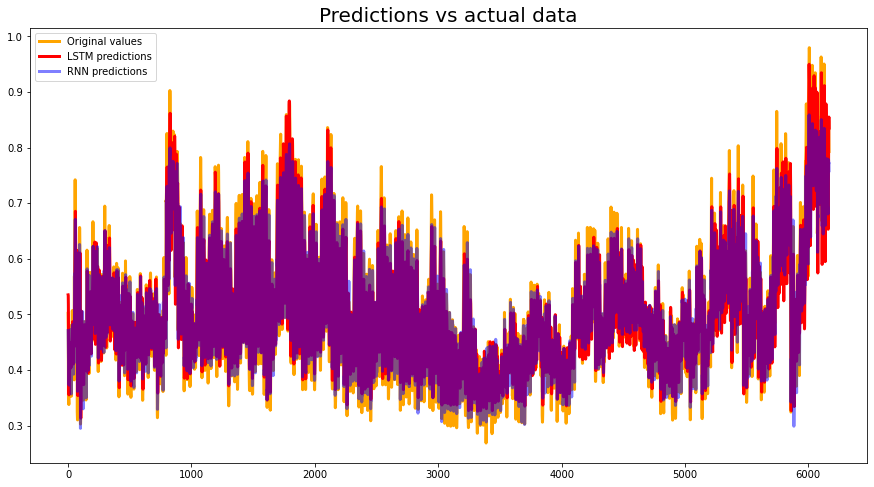 Predictions vs actual data
Original values
LSTM predictions
RNN predictions
1.0
0.9
0.8
0.7
0.6
0.5
0.4
0.3
0 1000 2000 3000 4000 5000 6000